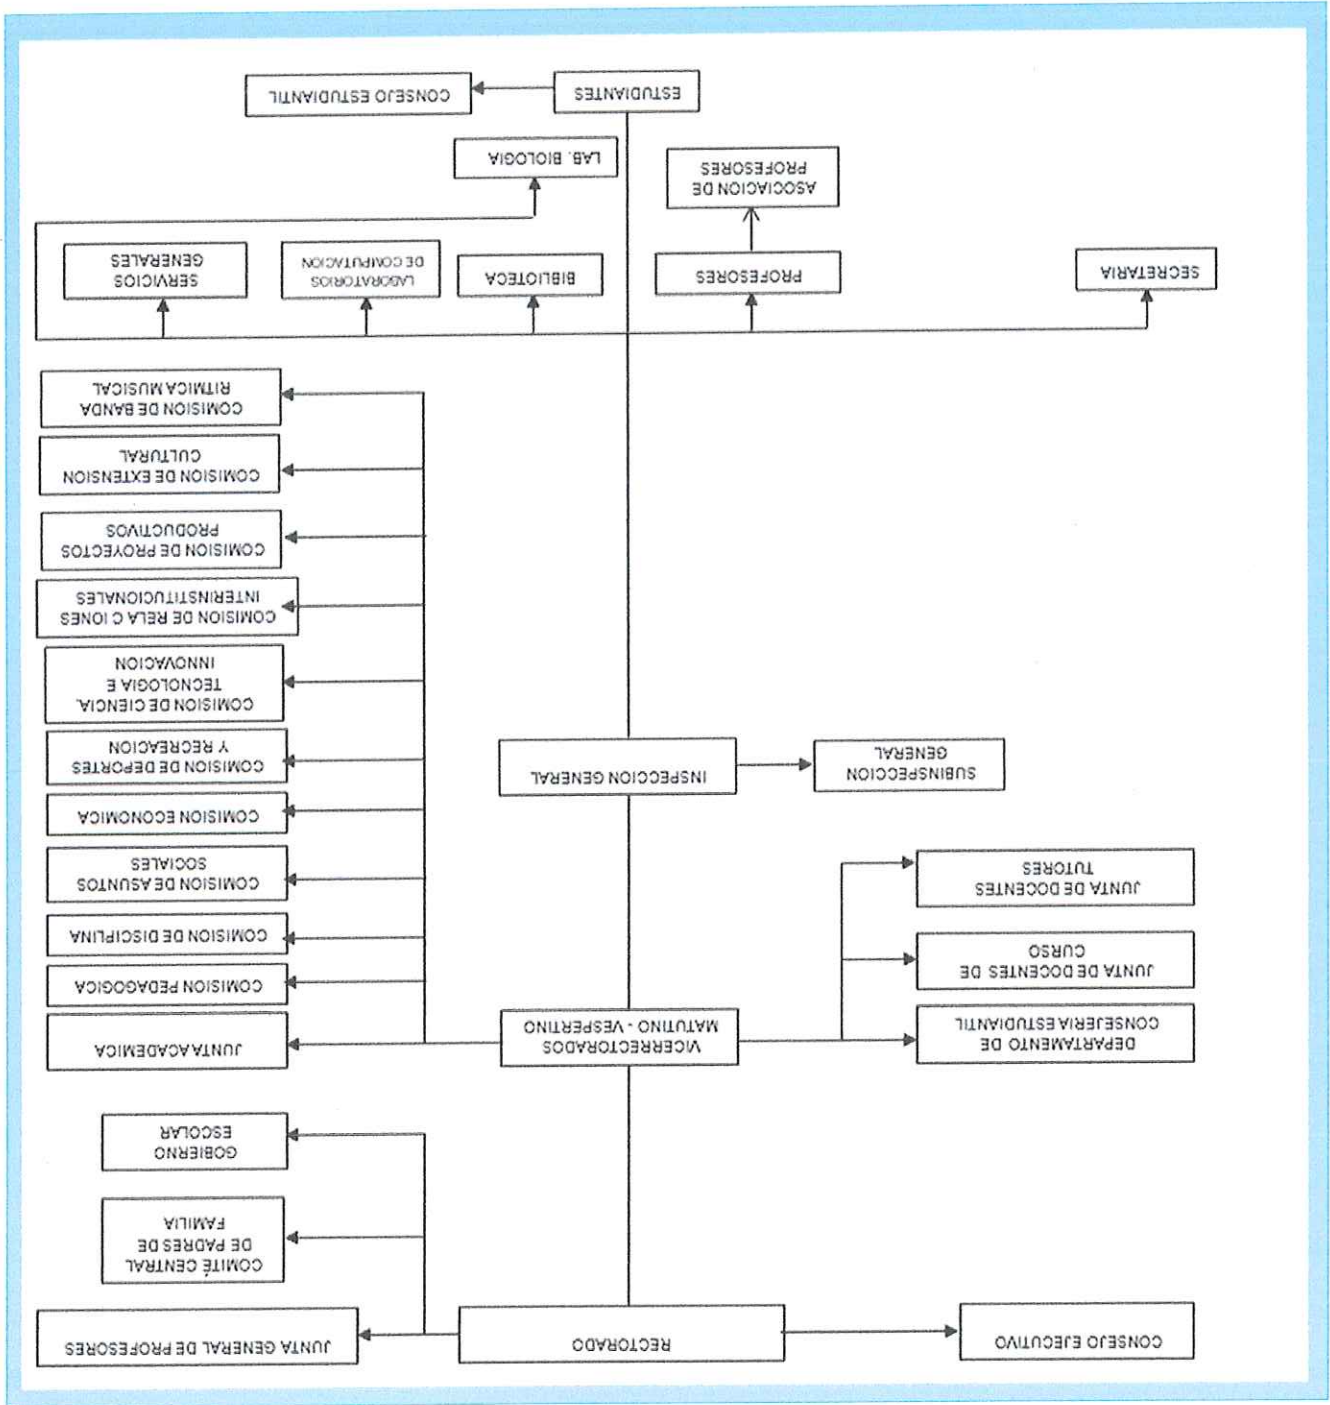 CONSEJO EJECUTIVO
RECTORADO
JUNTA GENERAL DE PROFESORES
COMITÉ CENTRAL
DE PADRES DE
FAMILIA
GOBIERNO
ESCOLAR
DEPARTAMENTO DE
CONSEJERIA ESTUDIANTIL
JUNTA DE DOCENTES DE
CURSO
JUNTA DE DOCENTES
TUTORES
VICERRECTORADOS
MATUTINO - VESPERTINO
JUNTA ACADEMICA
COMISION PEDAGOGICA
COMISION DE DISCIPLINA
COMISION DE ASUNTOS
SOCIALES
COMISION ECONOMICA
COMISION DE DEPORTES
Y RECREACION
COMISION DE CIENCIA,
TECNOLOGIA E
INNOVACION
COMISION DE RELA CIONES
INTERINSTITUCIONALES
COMISION DE PROYECTOS
PRODUCTIVOS
COMISION DE EXTENSION
CULTURAL
COMISION DE BANDA
RITMICA MUSICAL
SUBINSPECCION
GENERAL
INSPECCION GENERAL
SECRETARIA
PROFESORES
ASOCIACION DE
PROFESORES
BIBLIOTECA
LABORATORIOS
DE COMPUTACION
SERVICIOS
GENERALES
LAB. BIOLOGIA
ESTUDIANTES
CONSEJO ESTUDIANTIL